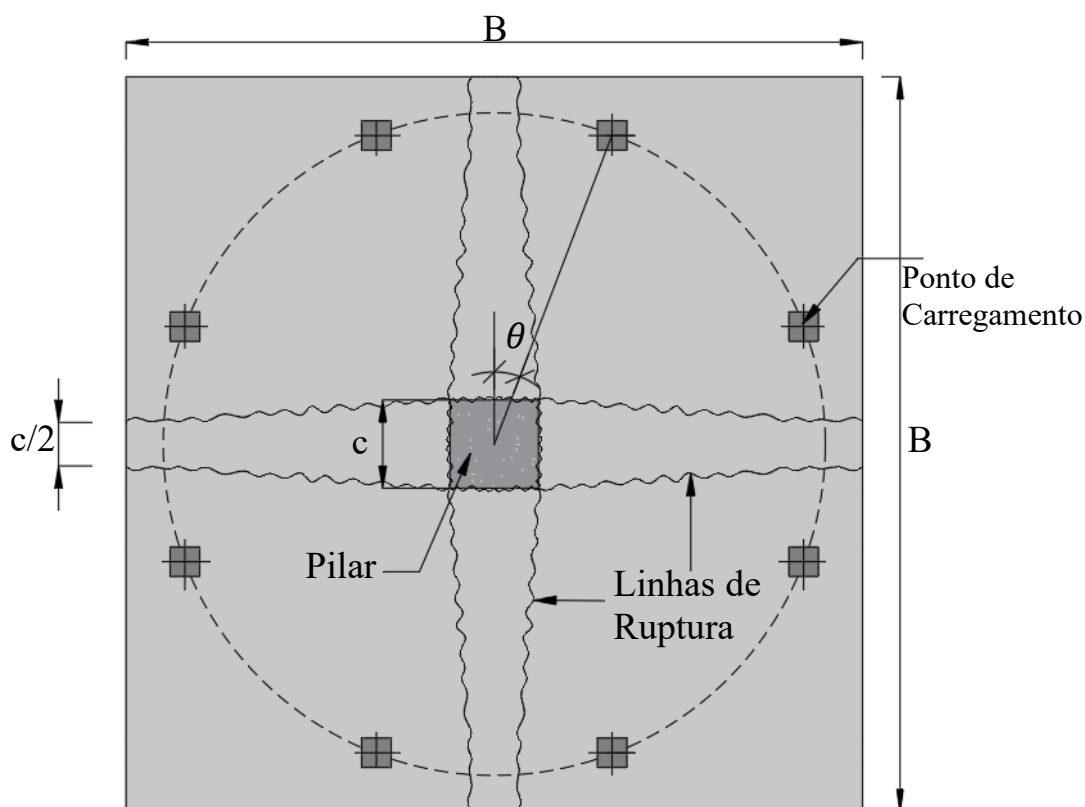 B
Ponto de
Carregamento
θ
c/2
c
B
Pilar
Linhas de
Ruptura